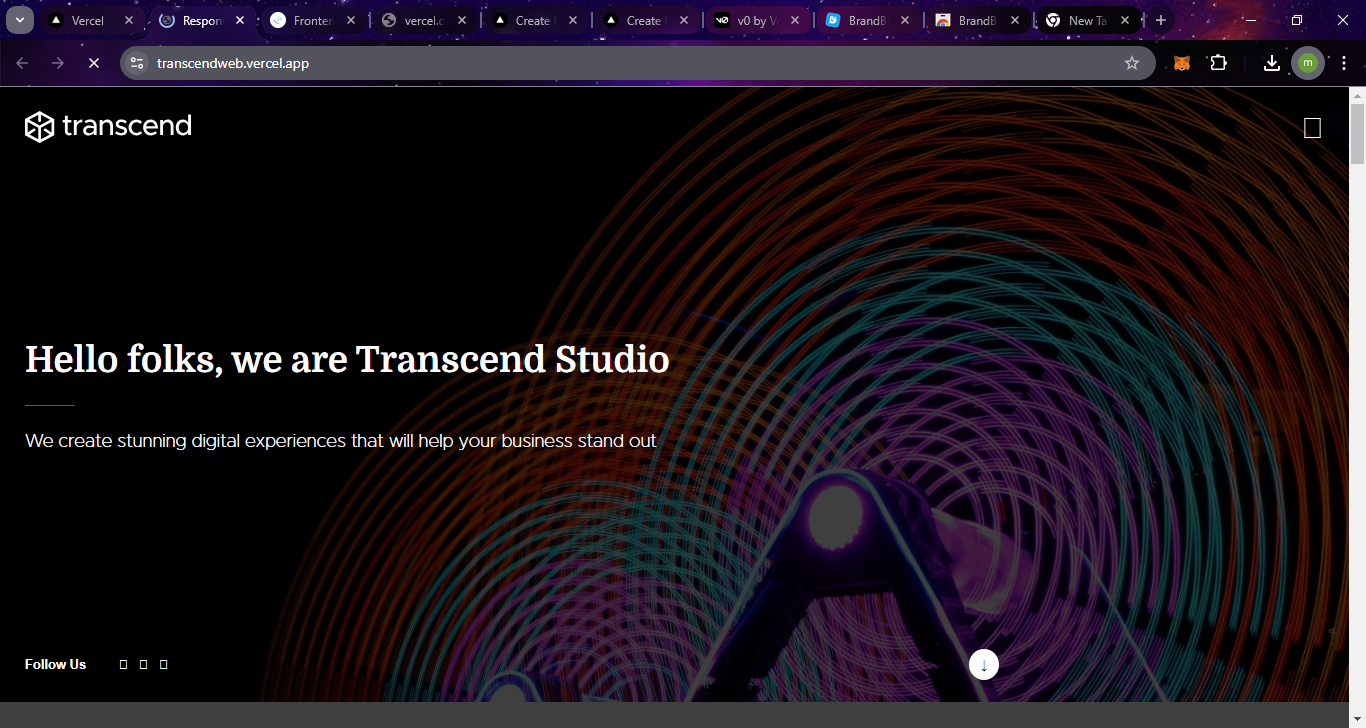 Vercel
Respon
Fronten
vercel.c
Create
Create
v0 by V
BrandB
BrandB
New Ta
transcendweb.vercel.app
m
transcend
Hello folks, we are Transcend Studio
We create stunning digital experiences that will help your business stand out
Follow Us